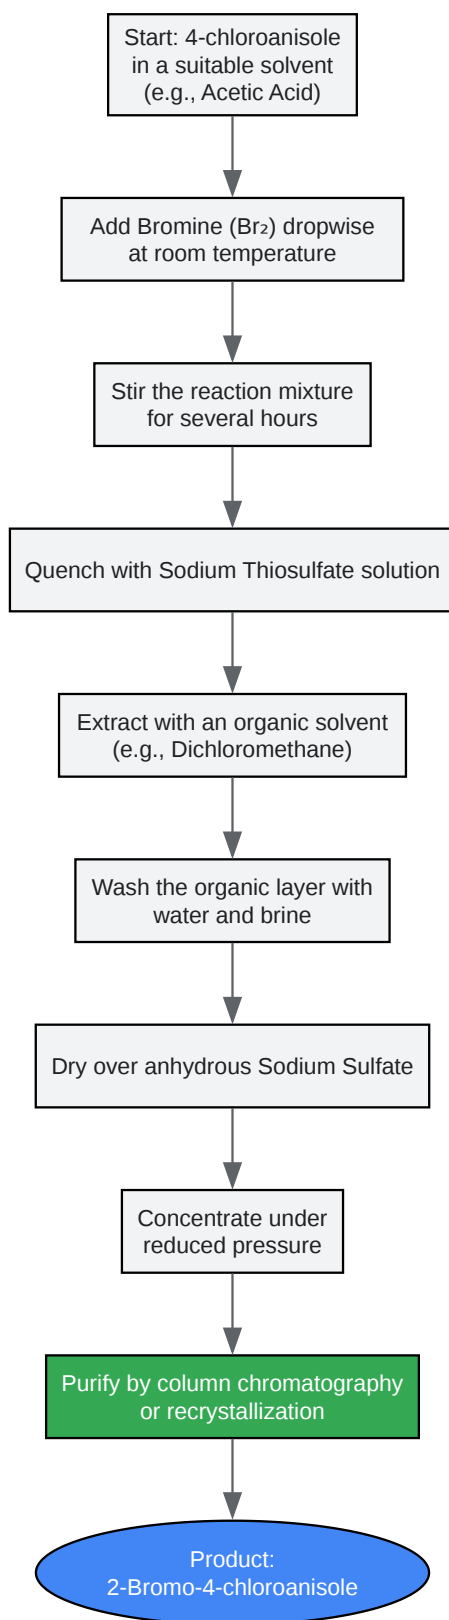 Start: 4-chloroanisole
in a suitable solvent
(e.g., Acetic Acid)
Add Bromine (Br₂) dropwise
at room temperature
Stir the reaction mixture
for several hours
Quench with Sodium Thiosulfate solution
Extract with an organic solvent
(e.g., Dichloromethane)
Wash the organic layer with
water and brine
Dry over anhydrous Sodium Sulfate
Concentrate under
reduced pressure
Purify by column chromatography
or recrystallization
Product:
2-Bromo-4-chloroanisole